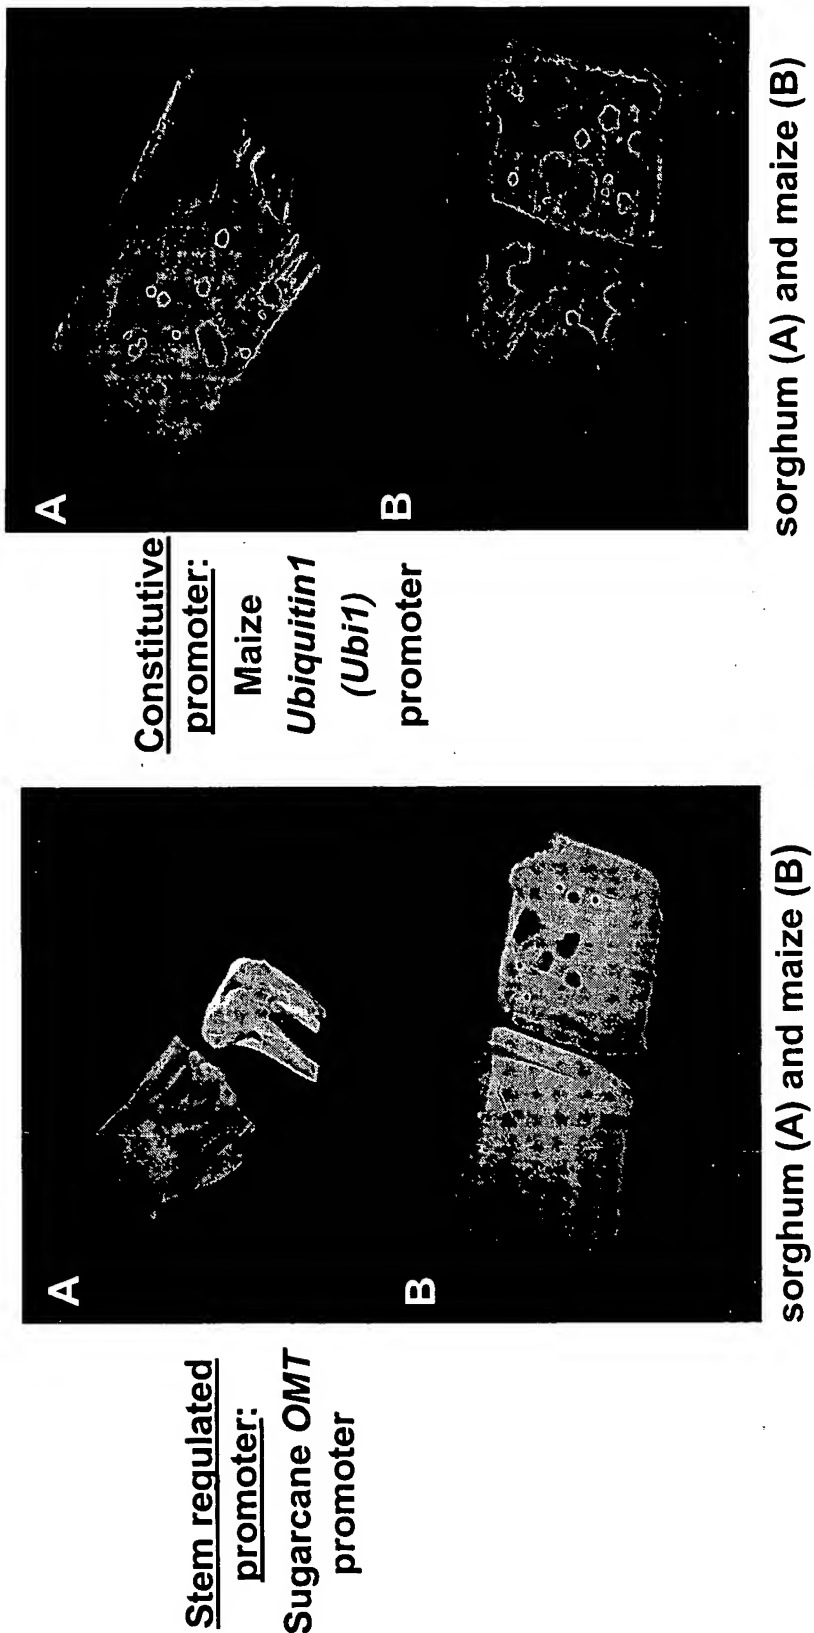 Stem regulated
promoter:
Sugarcane OMT
promoter
A
B
sorghum (A) and maize (B)
Constitutive
promoter:
Maize
Ubiquitin1
(Ubi1)
promoter
A
B
sorghum (A) and maize (B)